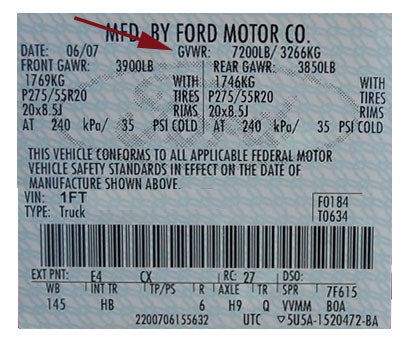 MFD. BY FORD MOTOR CO.
DATE: 06/07 GVWR: 7200LB/ 3266KG
FRONT GAWR: 3900LB REAR GAWR: 3850LB
1769KG WITH 1746KG WITH
P275/55R20 TIRES P275/55R20 TIRES
20x8.5J RIMS 20x8.5J RIMS
AT 240 kPa/ 35 PSI COLD AT 240 kPa/ 35 PSI COLD
THIS VEHICLE CONFORMS TO ALL APPLICABLE FEDERAL MOTOR
VEHICLE SAFETY STANDARDS IN EFFECT ON THE DATE OF
MANUFACTURE SHOWN ABOVE.
VIN: 1FT F0184
TYPE: Truck T0634
EXT PNT: E4 CX RC: 27 DSO:
WB INT TR TP/PS R AXLE TR SPR 7F615
145 HB 6 H9 Q VVMM BOA
2200706155632 UTC ▽5U5A-1520472-BA